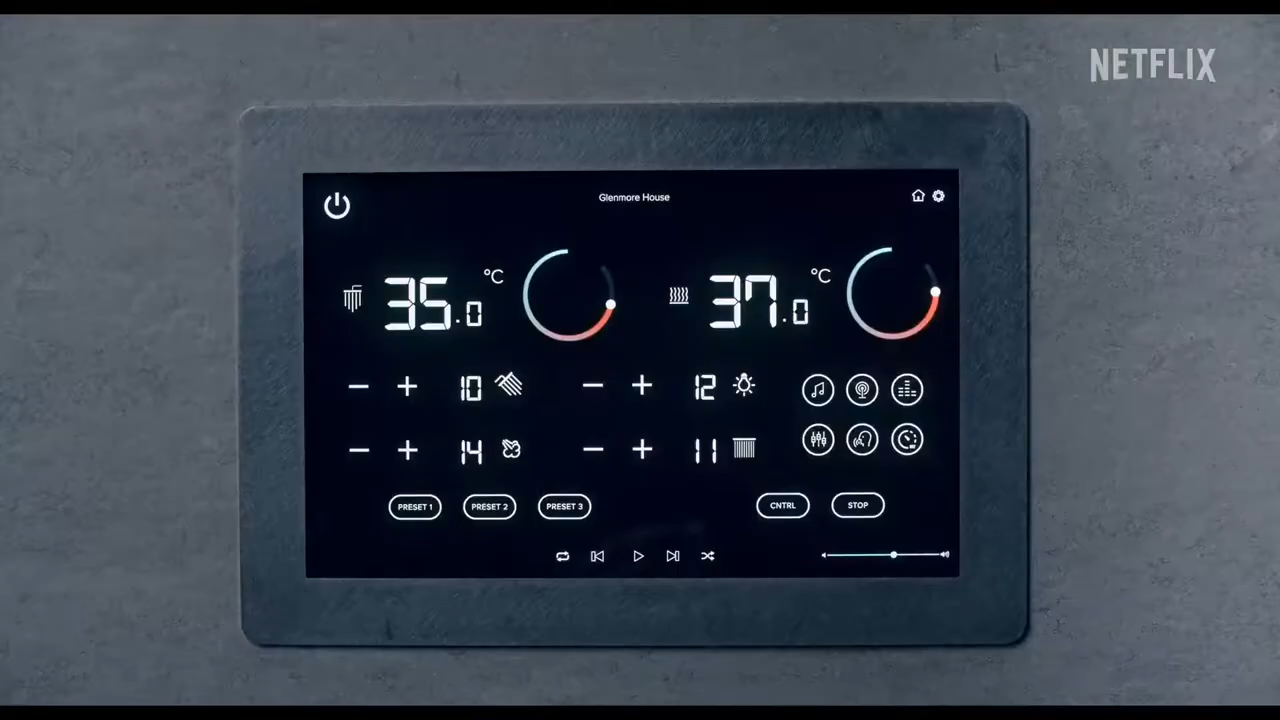 NETFLIX
Glenmore House
35.0 °C
37.0 °C
10
12
14
11
PRESET 1 PRESET 2 PRESET 3 CNTRL STOP